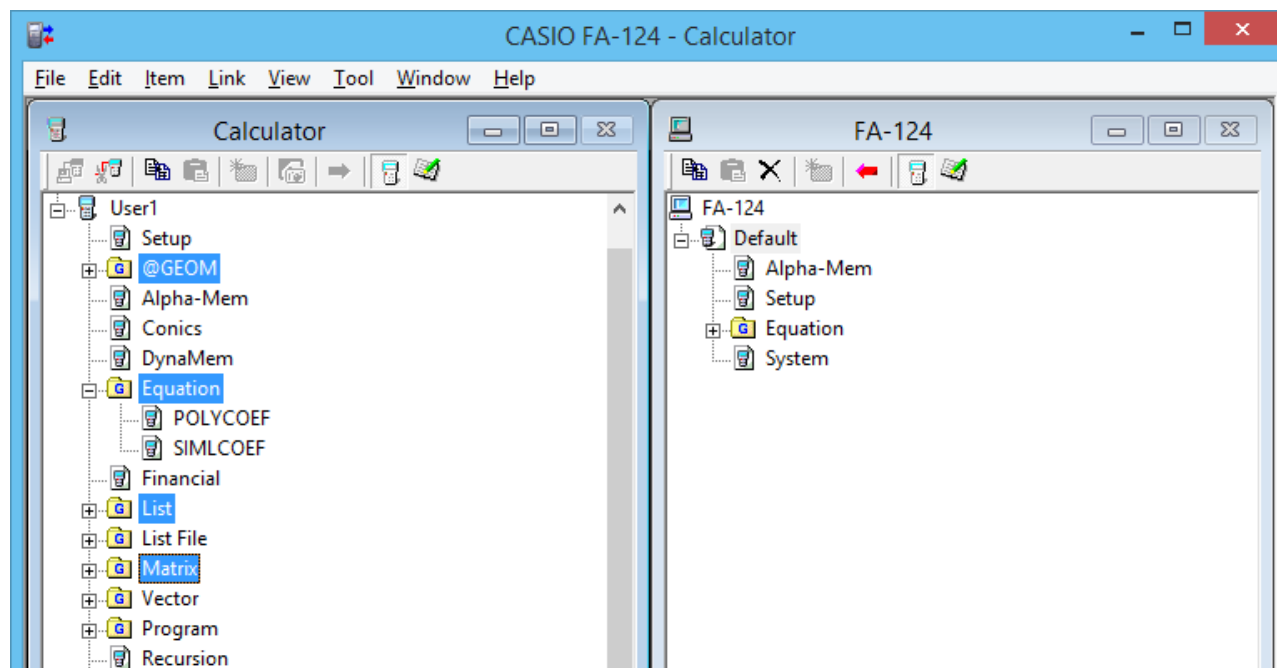 CASIO FA-124 - Calculator
File Edit Item Link View Tool Window Help
Calculator
User1
Setup
@GEOM
Alpha-Mem
Conics
DynaMem
Equation
POLYCOEF
SIMLCOEF
Financial
List
List File
Matrix
Vector
Program
Recursion
FA-124
FA-124
Default
Alpha-Mem
Setup
Equation
System